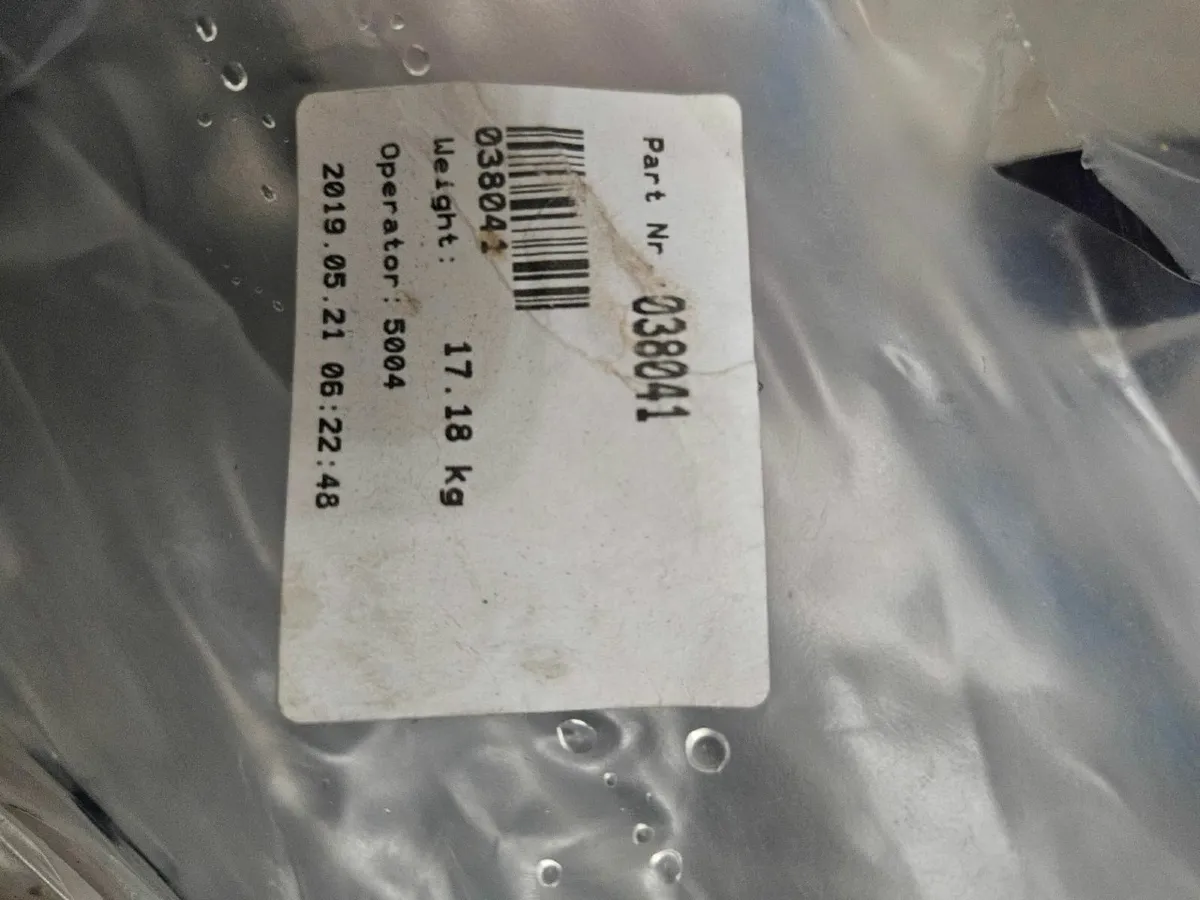 Part Nr 038041
038041
Weight: 17.18 kg
Operator: 5004
2019.05.21 06:22:48